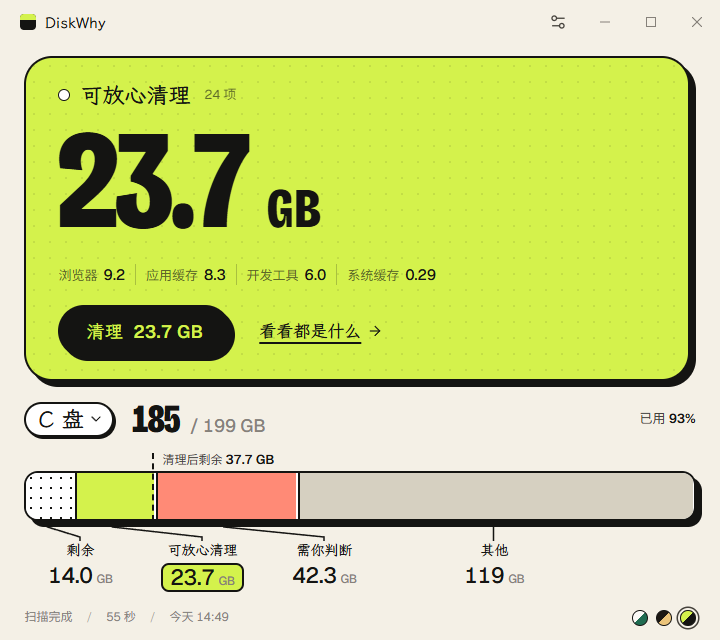 DiskWhy
可放心清理 24 项
23.7 GB
浏览器 9.2 应用缓存 8.3 开发工具 6.0 系统缓存 0.29
清理 23.7 GB 看看都是什么 →
C 盘 185 / 199 GB 已用 93%
清理后剩余 37.7 GB
剩余 可放心清理 需你判断 其他
14.0 GB 23.7 GB 42.3 GB 119 GB
扫描完成 / 55 秒 / 今天 14:49